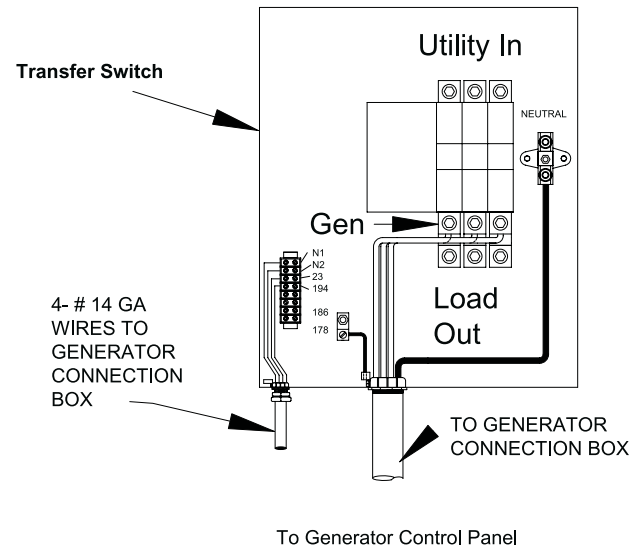 Utility In
Transfer Switch
NEUTRAL
Gen
N1
N2
23
194
186
178
Load
Out
4- # 14 GA
WIRES TO
GENERATOR
CONNECTION
BOX
TO GENERATOR
CONNECTION BOX
To Generator Control Panel